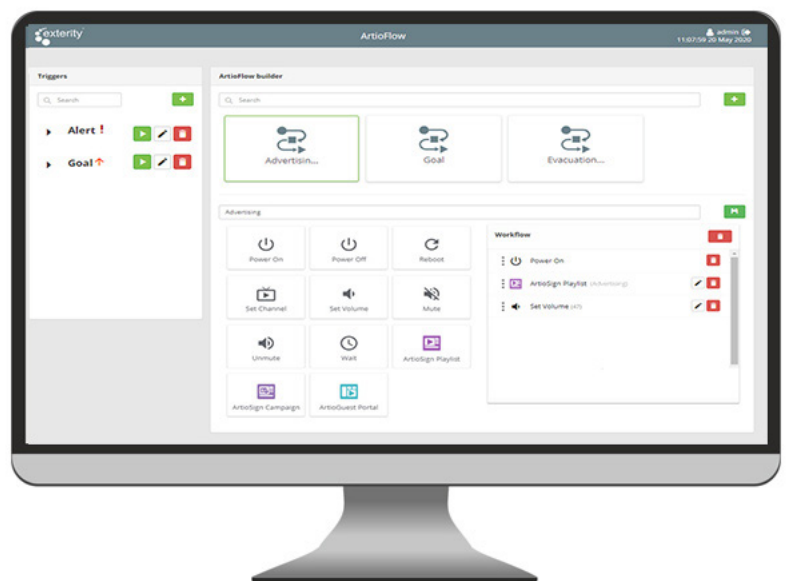 exterity
ArtioFlow
admin
11:07:59 20 May 2020
Triggers
Search
Alert !
Goal
ArtioFlow builder
Search
Advertisin...
Goal
Evacuation...
Advertising
Power On
Power Off
Reboot
Set Channel
Set Volume
Mute
Unmute
Wait
ArtioSign Playlist
ArtioSign Campaign
ArtioGuest Portal
Workflow
Power On
ArtioSign Playlist (Advertising)
Set Volume